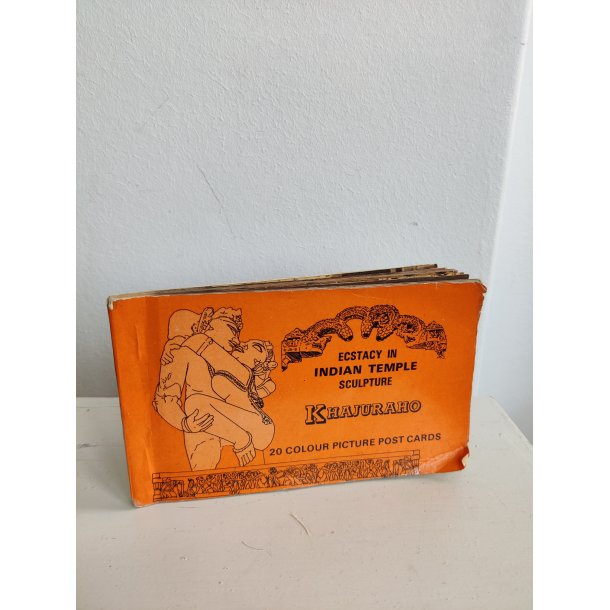 ECSTACY IN
INDIAN TEMPLE
SCULPTURE
KHAJURAHO
20 COLOUR PICTURE POST CARDS